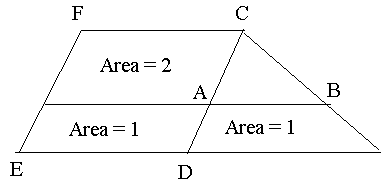 F C
Area = 2
A B
Area = 1 Area = 1
E D